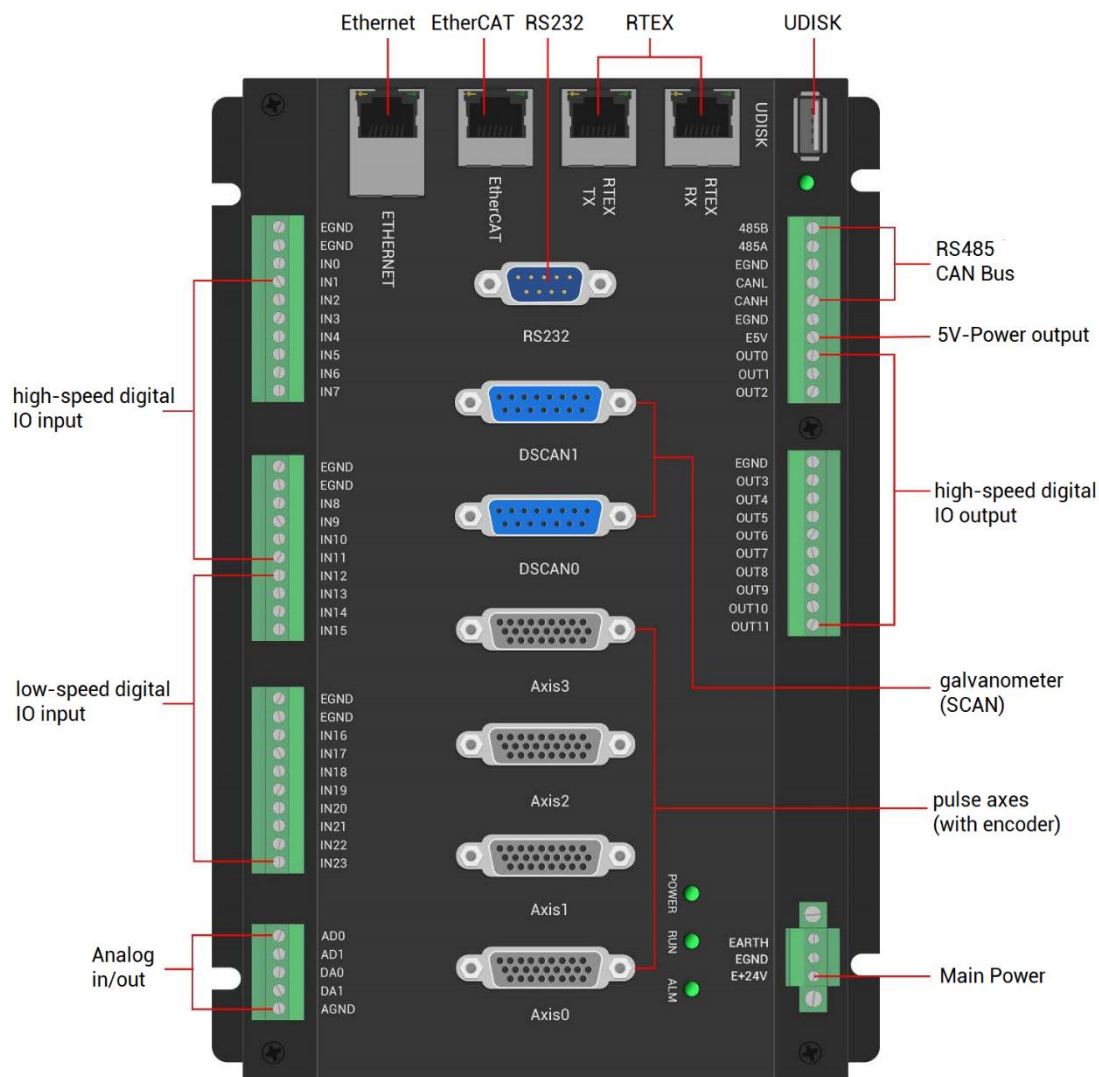 Ethernet
EtherCAT
RS232
RTEX
UDISK
UDISK
ETHERNET
EtherCAT
RTEX
TX
RTEX
RX
EGND
EGND
IN0
IN1
IN2
IN3
IN4
IN5
IN6
IN7
high-speed digital
IO input
EGND
EGND
IN8
IN9
IN10
IN11
IN12
IN13
IN14
IN15
low-speed digital
IO input
EGND
EGND
IN16
IN17
IN18
IN19
IN20
IN21
IN22
IN23
Analog
in/out
AD0
AD1
DA0
DA1
AGND
RS232
DSCAN1
DSCAN0
Axis3
Axis2
Axis1
Axis0
POWER
RUN
ALM
485B
485A
EGND
CANL
CANH
EGND
E5V
OUT0
OUT1
OUT2
RS485
CAN Bus
5V-Power output
EGND
OUT3
OUT4
OUT5
OUT6
OUT7
OUT8
OUT9
OUT10
OUT11
high-speed digital
IO output
galvanometer
(SCAN)
pulse axes
(with encoder)
EARTH
EGND
E+24V
Main Power